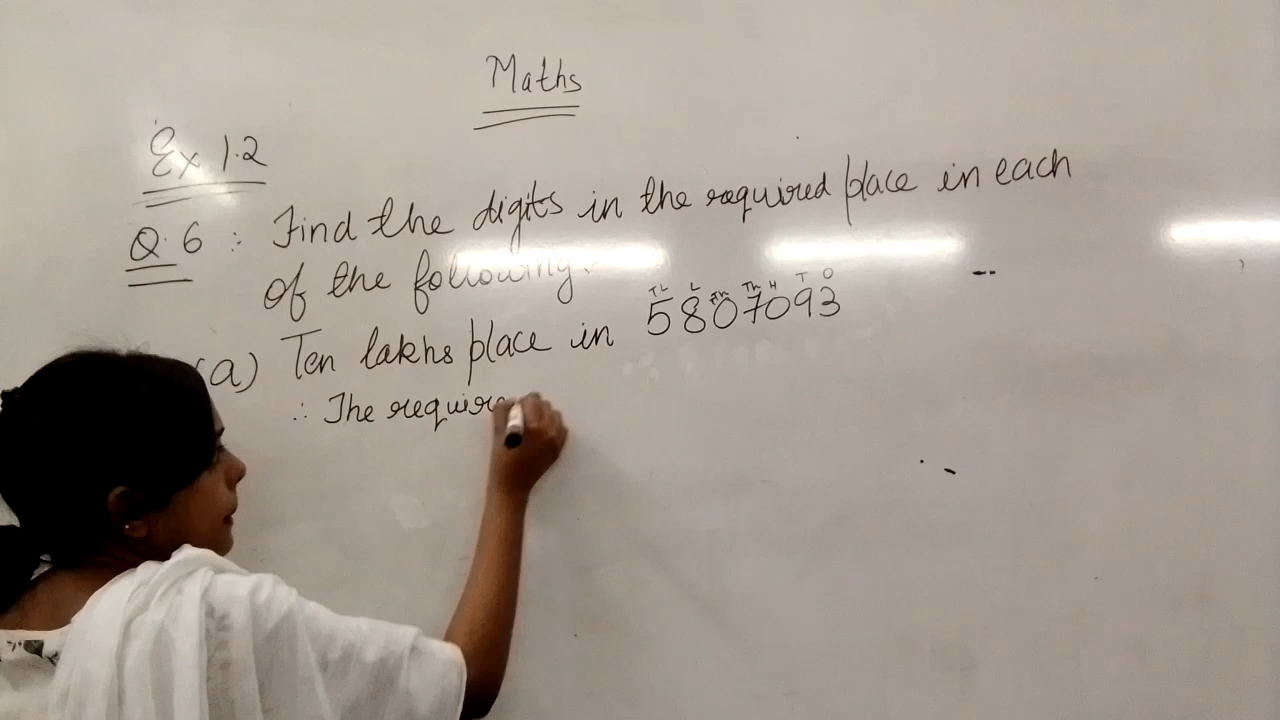 Maths
Ex 1.2
Q. 6 : Find the digits in the required place in each
of the following.
TL L TTh Th H T O
(a) Ten lakhs place in 5807093
∴ The require